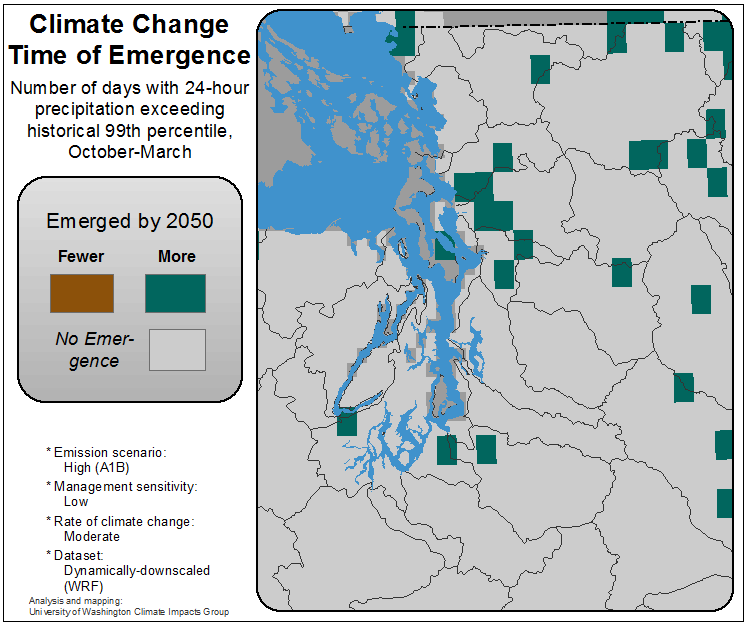 Climate Change
Time of Emergence
Number of days with 24-hour
precipitation exceeding
historical 99th percentile,
October-March
Emerged by 2050
Fewer
More
No Emer-
gence
* Emission scenario:
High (A1B)
* Management sensitivity:
Low
* Rate of climate change:
Moderate
* Dataset:
Dynamically-downscaled
(WRF)
Analysis and mapping:
University of Washington Climate Impacts Group